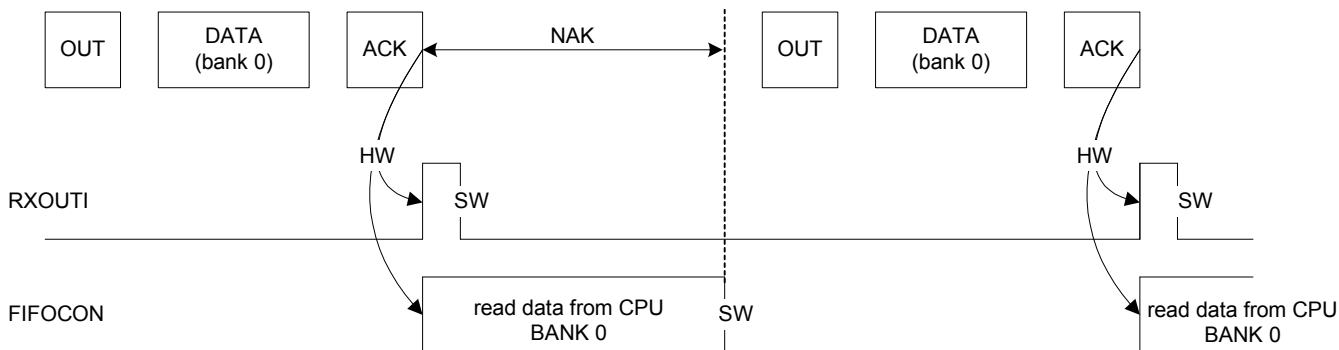 OUT
DATA
(bank 0)
ACK
NAK
OUT
DATA
(bank 0)
ACK
HW
HW
RXOUTI
SW
SW
FIFOCON
read data from CPU
BANK 0
SW
read data from CPU
BANK 0